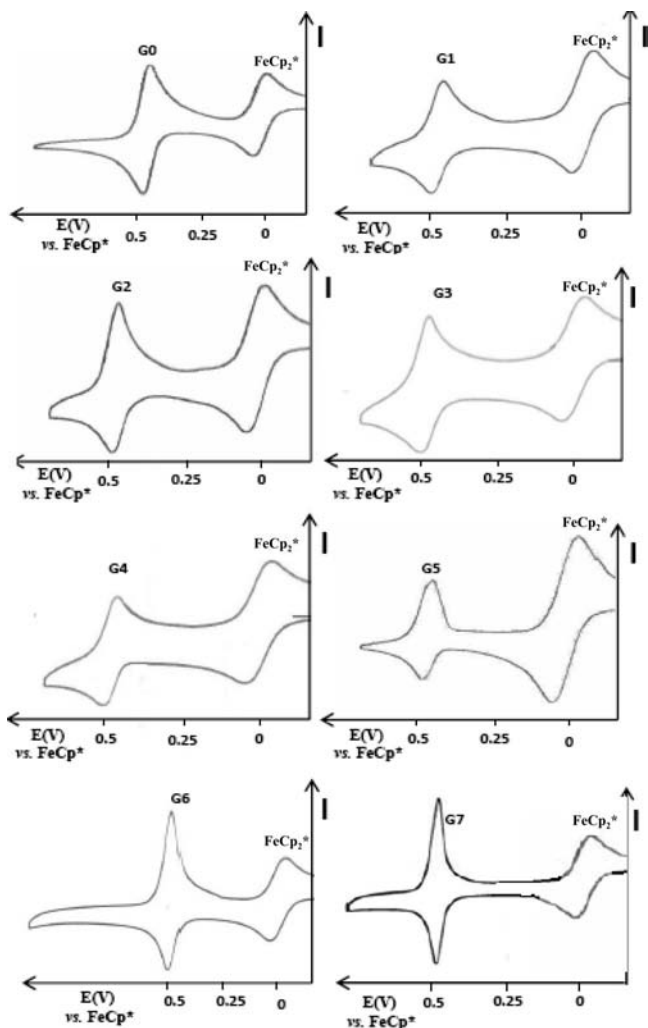 G0
FeCp₂*
I
E(V)
vs. FeCp*
0.5
0.25
0
G1
FeCp₂*
I
E(V)
vs. FeCp*
0.5
0.25
0
G2
FeCp₂*
I
E(V)
vs. FeCp*
0.5
0.25
0
G3
FeCp₂*
I
E(V)
vs. FeCp*
0.5
0.25
0
G4
FeCp₂*
I
E(V)
vs. FeCp*
0.5
0.25
0
G5
FeCp₂*
I
E(V)
vs. FeCp*
0.5
0.25
0
G6
FeCp₂*
I
E(V)
vs. FeCp*
0.5
0.25
0
G7
FeCp₂*
I
E(V)
vs. FeCp*
0.5
0.25
0